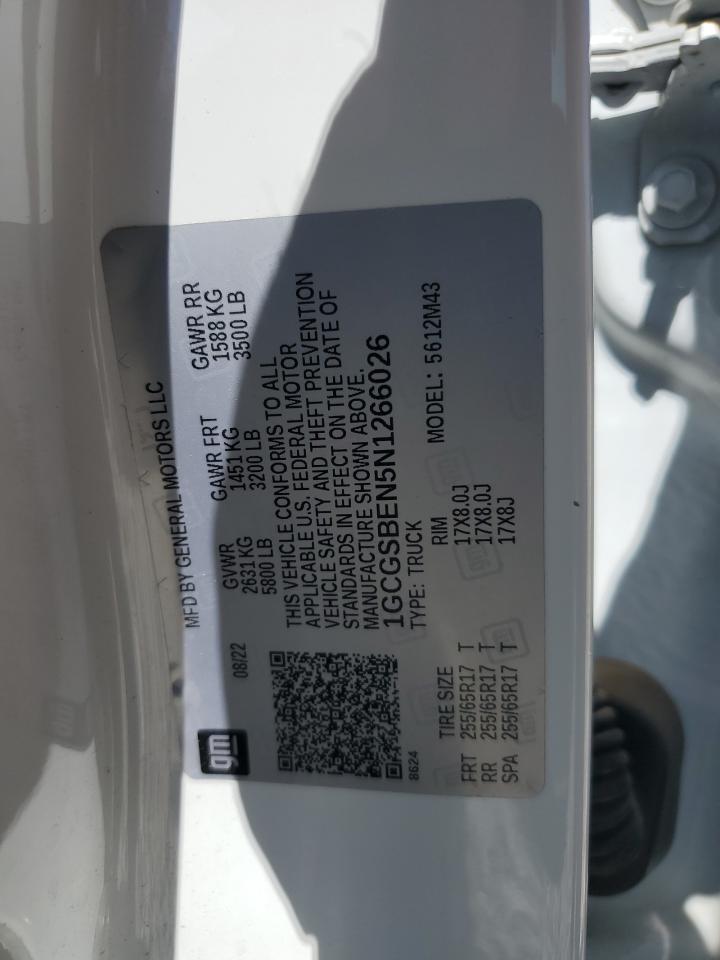 gm
08/22
MFD BY GENERAL MOTORS LLC
GVWR GAWR FRT GAWR RR
2631 KG 1451 KG 1588 KG
5800 LB 3200 LB 3500 LB
THIS VEHICLE CONFORMS TO ALL
APPLICABLE U.S. FEDERAL MOTOR
VEHICLE SAFETY AND THEFT PREVENTION
STANDARDS IN EFFECT ON THE DATE OF
MANUFACTURE SHOWN ABOVE.
1GCGSBEN5N1266026
8624
TYPE: TRUCK MODEL: 5612M43
TIRE SIZE RIM
FRT 255/65R17 T 17X8.0J
RR 255/65R17 T 17X8.0J
SPA 255/65R17 T 17X8J